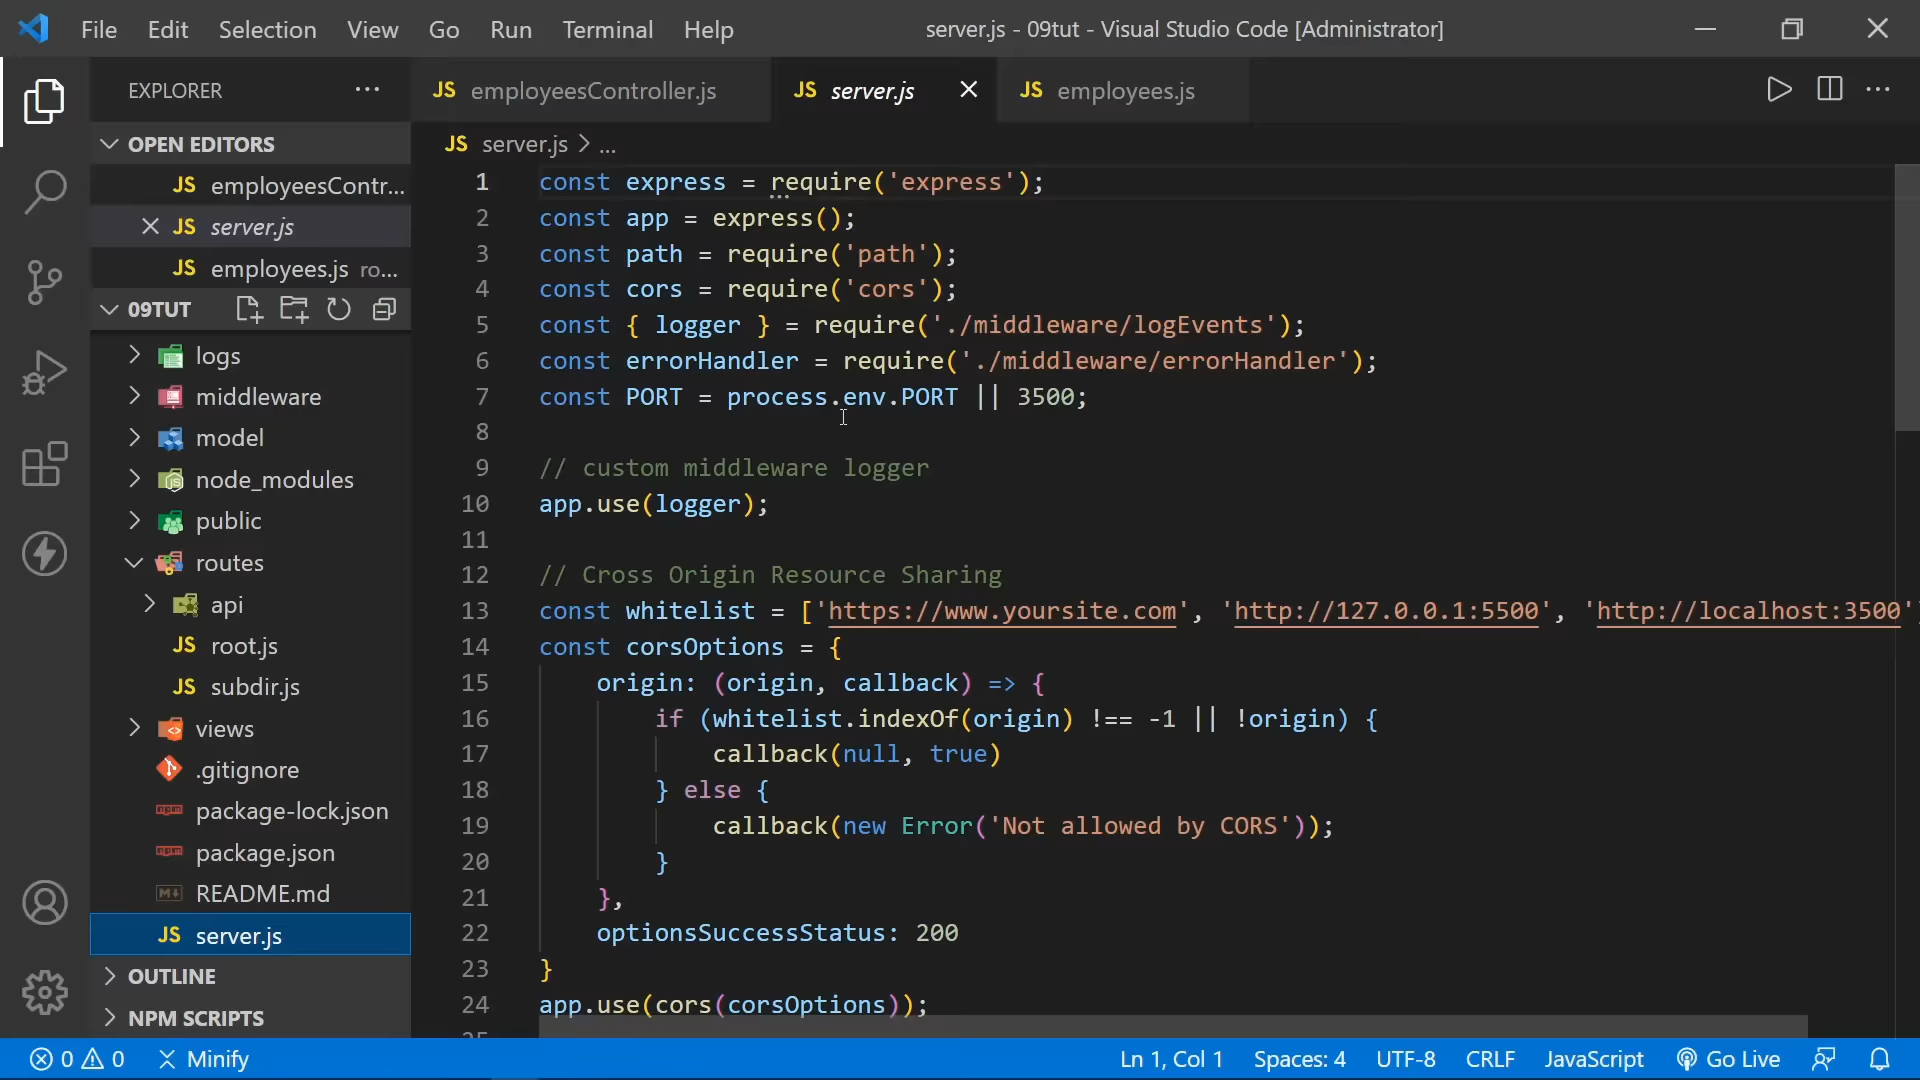 File Edit Selection View Go Run Terminal Help
server.js - 09tut - Visual Studio Code [Administrator]
EXPLORER
OPEN EDITORS
JS employeesContr...
JS server.js
JS employees.js ro...
09TUT
logs
middleware
model
node_modules
public
routes
api
JS root.js
JS subdir.js
views
.gitignore
package-lock.json
package.json
README.md
JS server.js
OUTLINE
NPM SCRIPTS
JS employeesController.js
JS server.js
JS employees.js
JS server.js > ...
1 const express = require('express');
2 const app = express();
3 const path = require('path');
4 const cors = require('cors');
5 const { logger } = require('./middleware/logEvents');
6 const errorHandler = require('./middleware/errorHandler');
7 const PORT = process.env.PORT || 3500;
8
9 // custom middleware logger
10 app.use(logger);
11
12 // Cross Origin Resource Sharing
13 const whitelist = ['https://www.yoursite.com', 'http://127.0.0.1:5500', 'http://localhost:3500'
14 const corsOptions = {
15 origin: (origin, callback) => {
16 if (whitelist.indexOf(origin) !== -1 || !origin) {
17 callback(null, true)
18 } else {
19 callback(new Error('Not allowed by CORS'));
20 }
21 },
22 optionsSuccessStatus: 200
23 }
24 app.use(cors(corsOptions));
0 0 Minify
Ln 1, Col 1 Spaces: 4 UTF-8 CRLF JavaScript Go Live